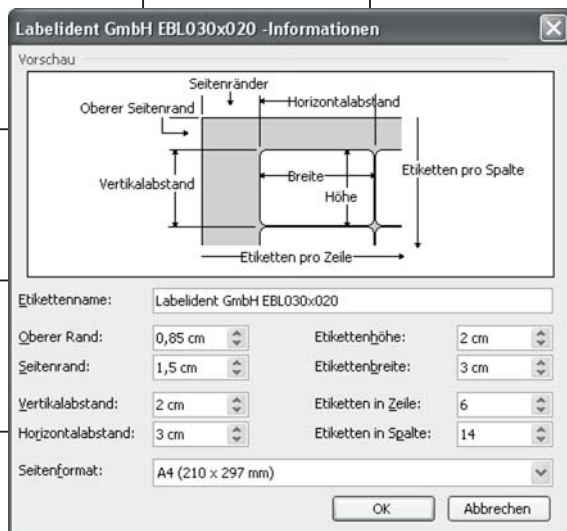 Labelident GmbH EBL030x020 -Informationen
Vorschau
Seitenränder
Oberer Seitenrand
Horizontalabstand
Vertikalabstand
Breite
Höhe
Etiketten pro Spalte
Etiketten pro Zeile
Etikettenname: Labelident GmbH EBL030x020
Oberer Rand: 0,85 cm Etikettenhöhe: 2 cm
Seitenrand: 1,5 cm Etikettenbreite: 3 cm
Vertikalabstand: 2 cm Etiketten in Zeile: 6
Horizontalabstand: 3 cm Etiketten in Spalte: 14
Seitenformat: A4 (210 x 297 mm)
OK Abbrechen